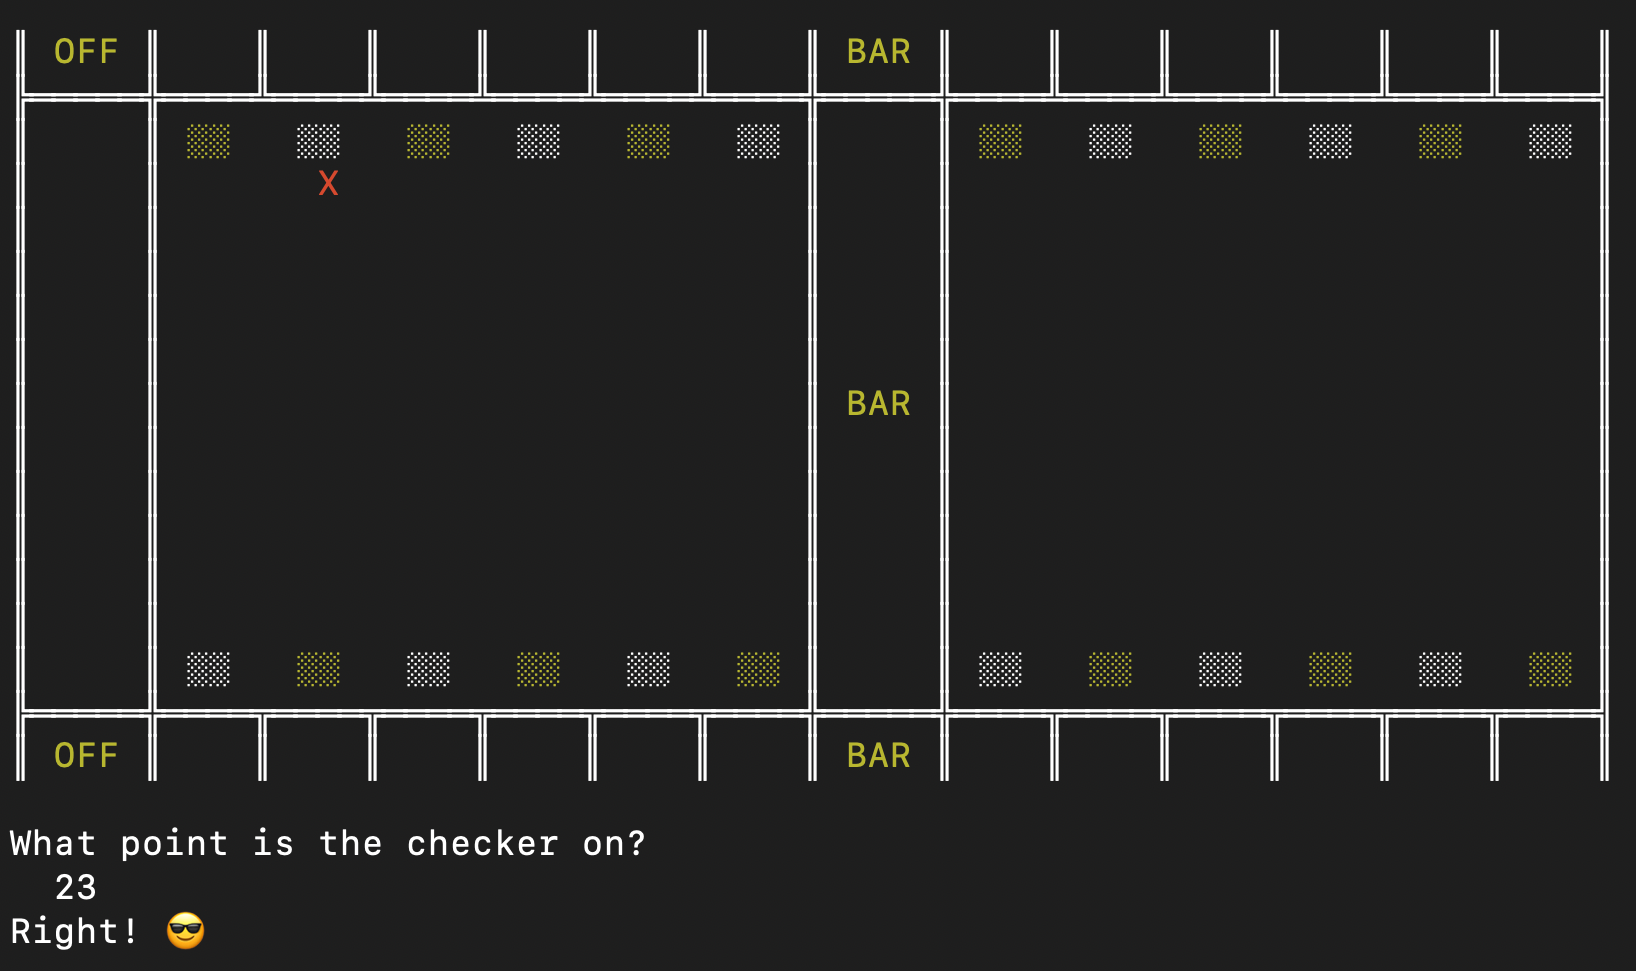 OFF BAR
X
BAR
OFF BAR
What point is the checker on?
23
Right! 😎